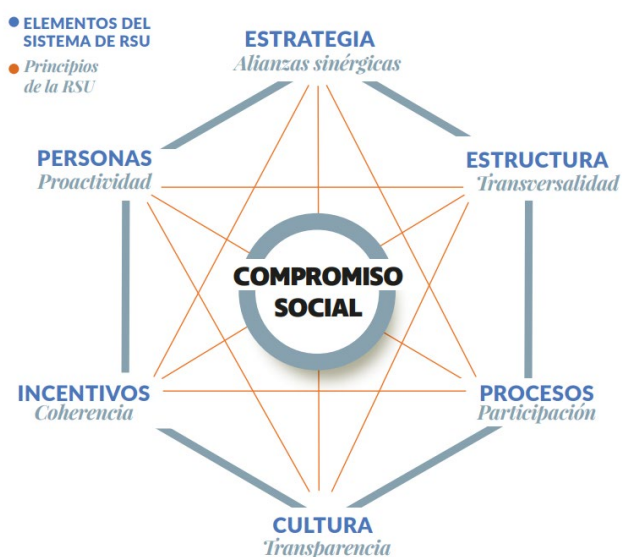 ELEMENTOS DEL
SISTEMA DE RSU
Principios
de la RSU
ESTRATEGIA
Alianzas sinérgicas
PERSONAS
Proactividad
ESTRUCTURA
Transversalidad
COMPROMISO
SOCIAL
INCENTIVOS
Coherencia
PROCESOS
Participación
CULTURA
Transparencia